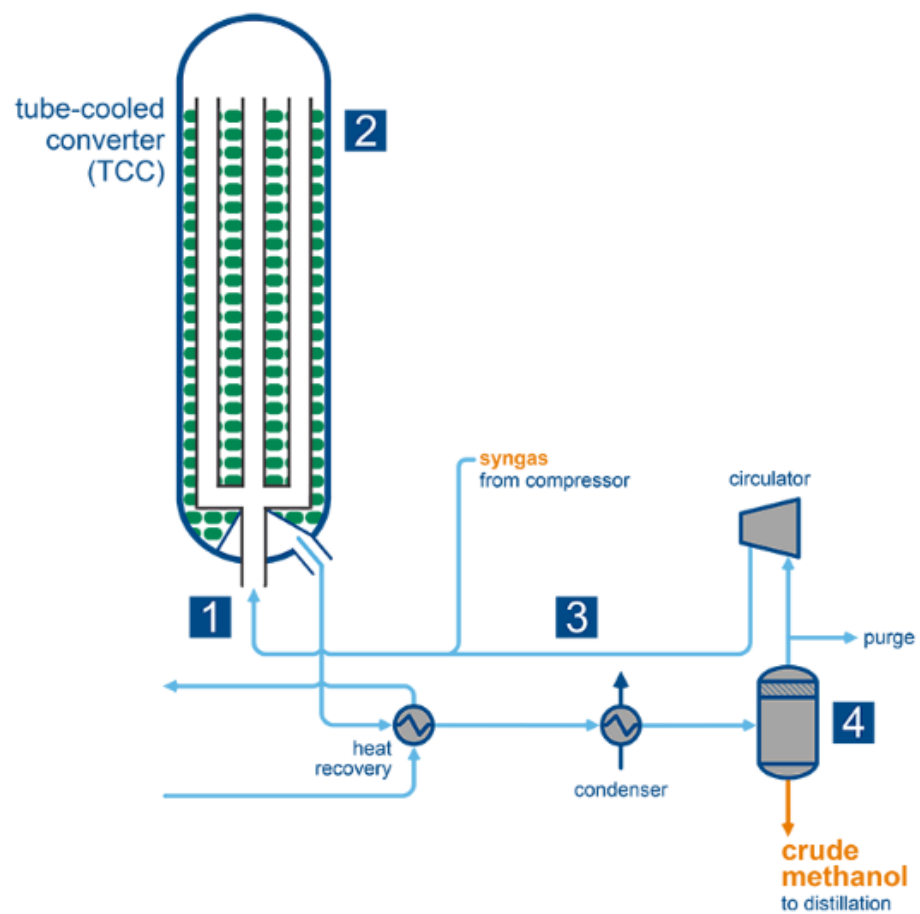 tube-cooled
converter
(TCC)
2
syngas
from compressor
circulator
1
3
purge
4
heat
recovery
condenser
crude
methanol
to distillation